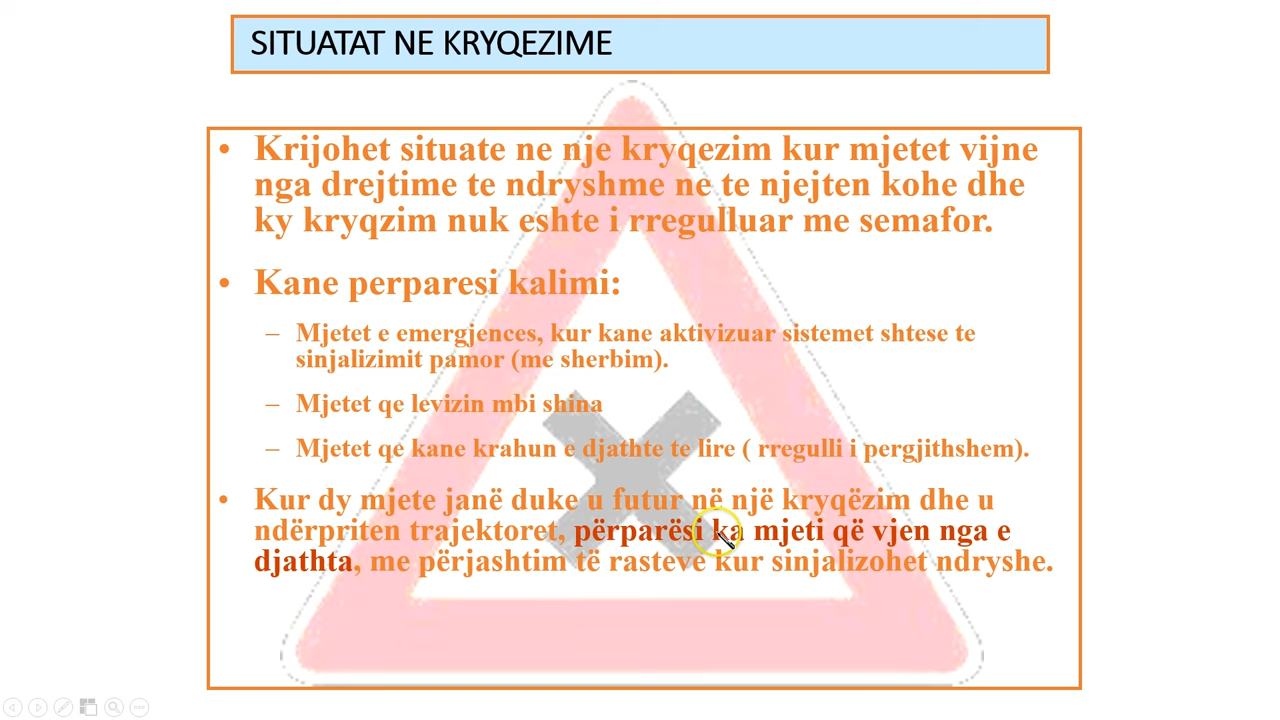 SITUATAT NE KRYQEZIME
• Krijohet situate ne nje kryqezim kur mjetet vijne
nga drejtime te ndryshme ne te njejten kohe dhe
ky kryqzim nuk eshte i rregulluar me semafor.
• Kane perparesi kalimi:
– Mjetet e emergjences, kur kane aktivizuar sistemet shtese te
sinjalizimit pamor (me sherbim).
– Mjetet qe levizin mbi shina
– Mjetet qe kane krahun e djathte te lire ( rregulli i pergjithshem).
• Kur dy mjete janë duke u futur në një kryqëzim dhe u
ndërpriten trajektoret, përparësi ka mjeti që vjen nga e
djathta, me përjashtim të rasteve kur sinjalizohet ndryshe.